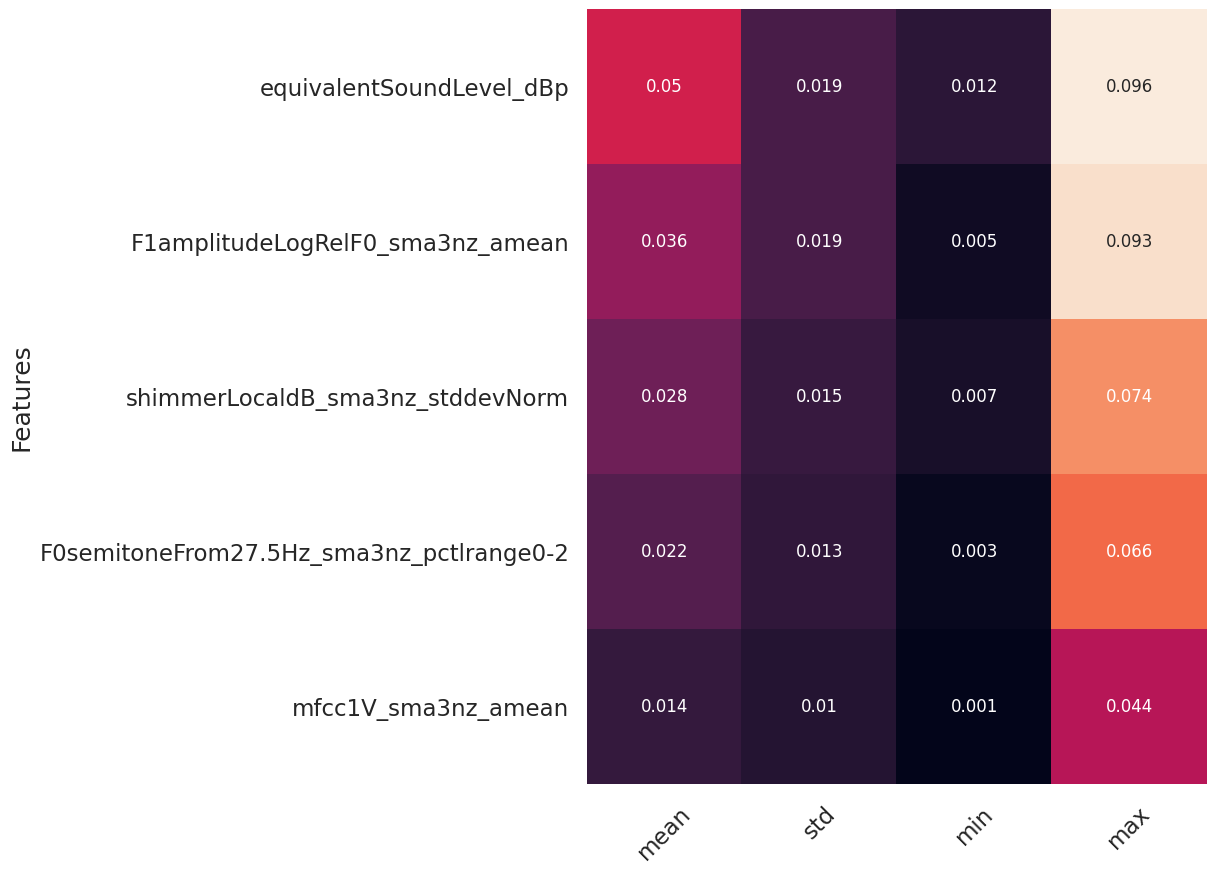 equivalentSoundLevel_dBp 0.05 0.019 0.012 0.096
F1amplitudeLogRelF0_sma3nz_amean 0.036 0.019 0.005 0.093
Features
shimmerLocaldB_sma3nz_stddevNorm 0.028 0.015 0.007 0.074
F0semitoneFrom27.5Hz_sma3nz_pctlrange0-2 0.022 0.013 0.003 0.066
mfcc1V_sma3nz_amean 0.014 0.01 0.001 0.044
mean std min max